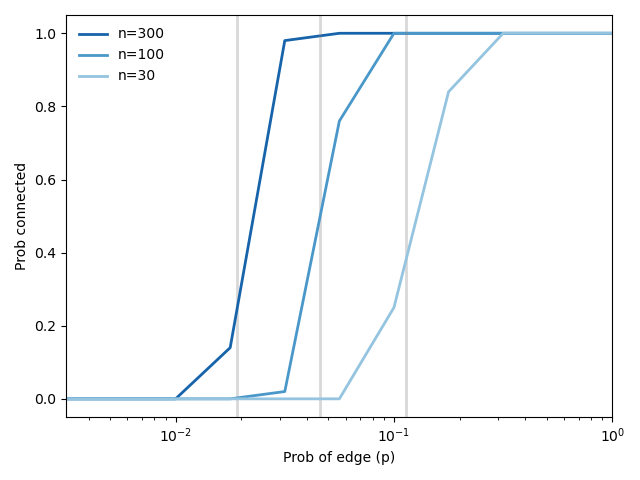 n=300
n=100
n=30
Prob connected
1.0
0.8
0.6
0.4
0.2
0.0
10⁻²
10⁻¹
10⁰
Prob of edge (p)